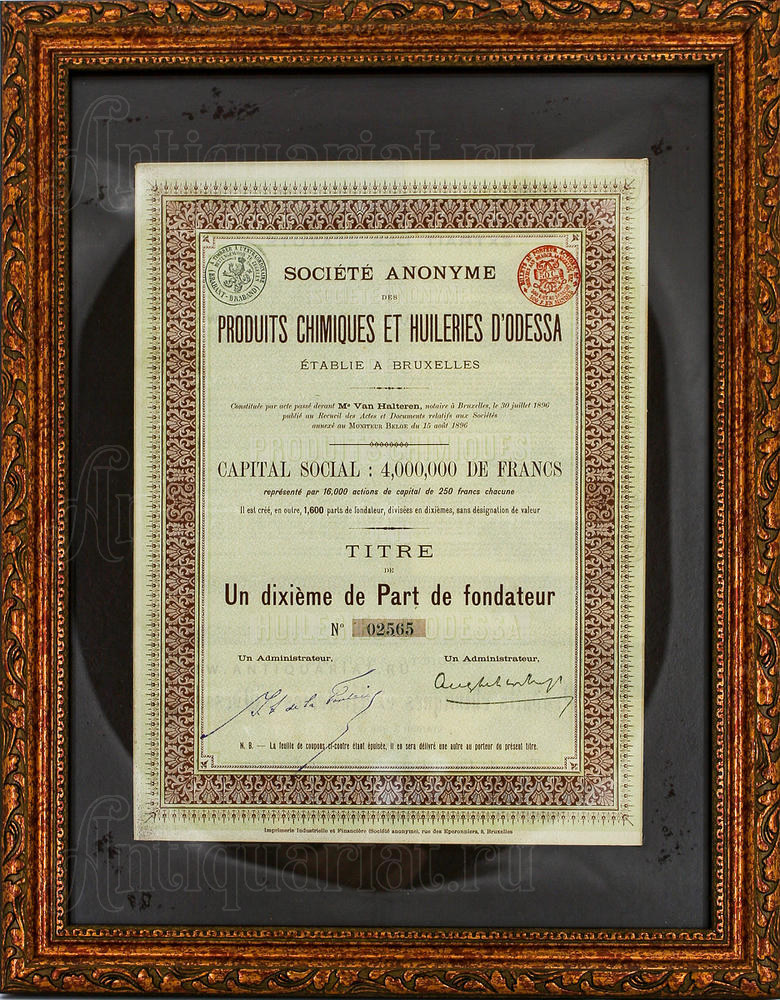 Antiquariat.ru
SOCIÉTÉ ANONYME
DES
PRODUITS CHIMIQUES ET HUILERIES D'ODESSA
ÉTABLIE A BRUXELLES
Constituée par acte passé devant Me Van Halteren, notaire à Bruxelles, le 30 juillet 1896
publié au Recueil des Actes et Documents relatifs aux Sociétés
annexé au MONITEUR BELGE du 15 août 1896
CAPITAL SOCIAL : 4,000,000 DE FRANCS
représenté par 16,000 actions de capital de 250 francs chacune
Il est créé, en outre, 1,600 parts de fondateur, divisées en dixièmes, sans désignation de valeur
TITRE
DE
Un dixième de Part de fondateur
No 02565
Un Administrateur, Un Administrateur,
N. B. — La feuille de coupons ci-contre étant épuisée, il en sera délivré une autre au porteur du présent titre.
Imprimerie Industrielle et Financière (Société anonyme), rue des Eperonniers, 8, Bruxelles
Antiquariat.ru